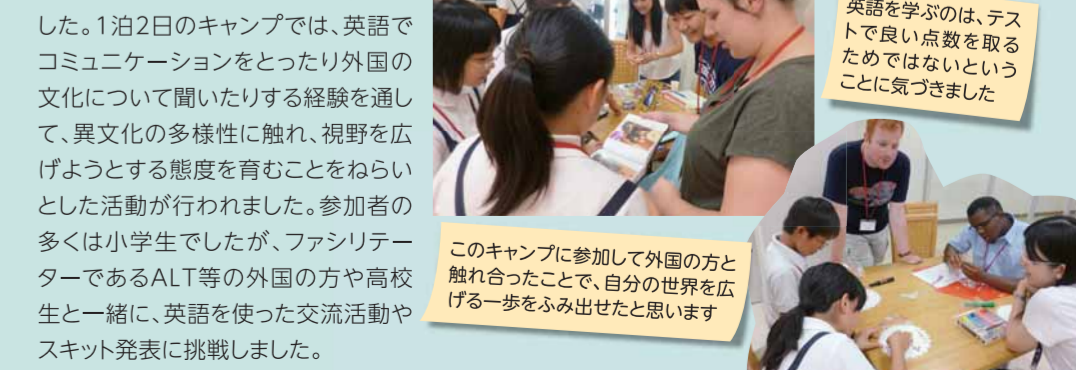 した。1泊2日のキャンプでは、英語で
コミュニケーションをとったり外国の
文化について聞いたりする経験を通し
て、異文化の多様性に触れ、視野を広
げようとする態度を育むことをねらい
とした活動が行われました。参加者の
多くは小学生でしたが、ファシリテー
ターであるALT等の外国の方や高校
生と一緒に、英語を使った交流活動や
スキット発表に挑戦しました。
英語を学ぶのは、テス
トで良い点数を取る
ためではないという
ことに気づきました
このキャンプに参加して外国の方と
触れ合ったことで、自分の世界を広
げる一歩をふみ出せたと思います